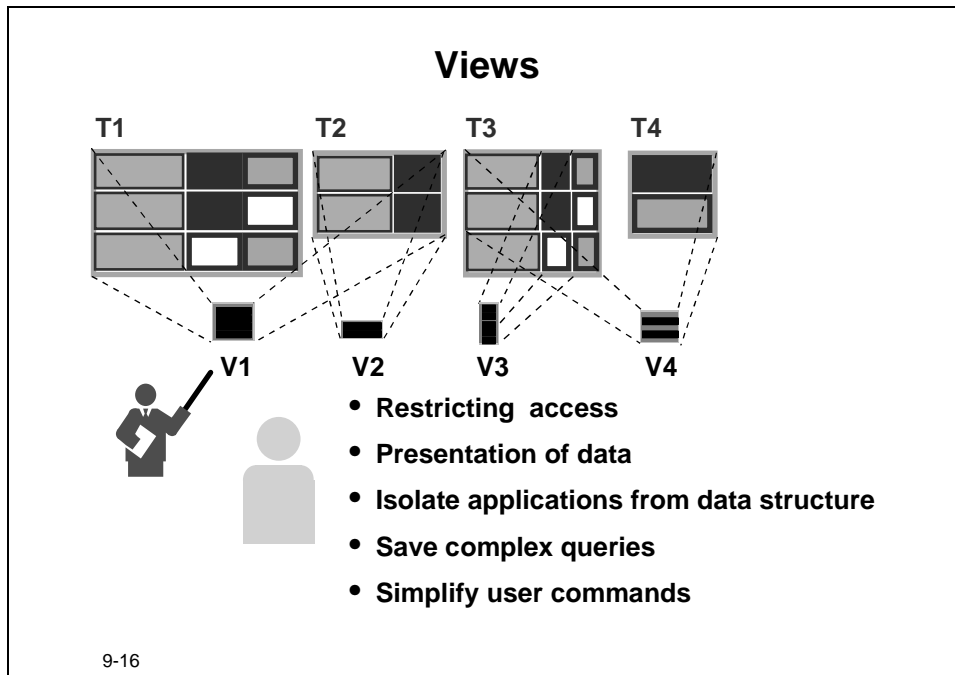 Views
T1 T2 T3 T4
V1 V2 V3 V4
• Restricting access
• Presentation of data
• Isolate applications from data structure
• Save complex queries
• Simplify user commands
9-16